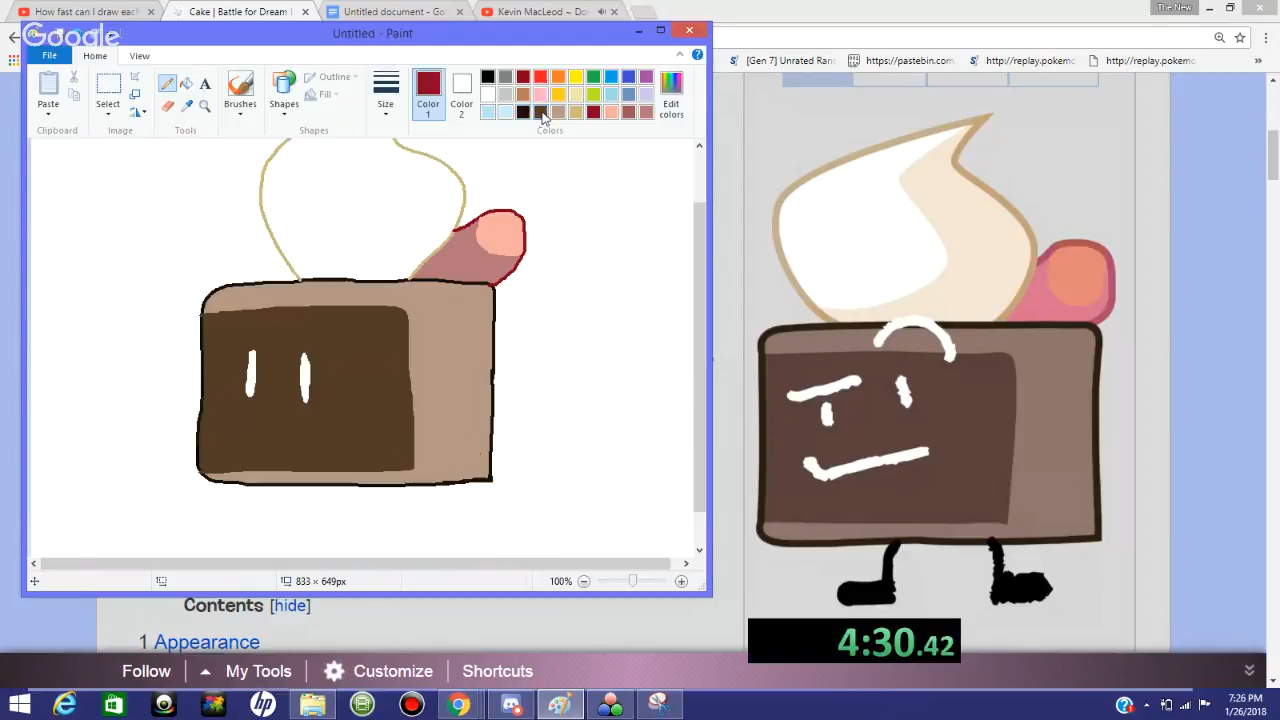 How fast can I draw each
Cake | Battle for Dream
Untitled document - Go
Kevin MacLeod ~ Do
Google
Untitled - Paint
File
Home
View
[Gen 7] Unrated Ran
https://pastebin.com
http://replay.pokemo
http://replay.pokemo
Paste
Select
Brushes
Shapes
Outline
Fill
Size
Color 1
Color 2
Edit colors
Clipboard
Image
Tools
Shapes
Colors
833 × 649px
100%
Contents [hide]
1 Appearance
4:30.42
Follow
My Tools
Customize
Shortcuts
7:26 PM
1/26/2018